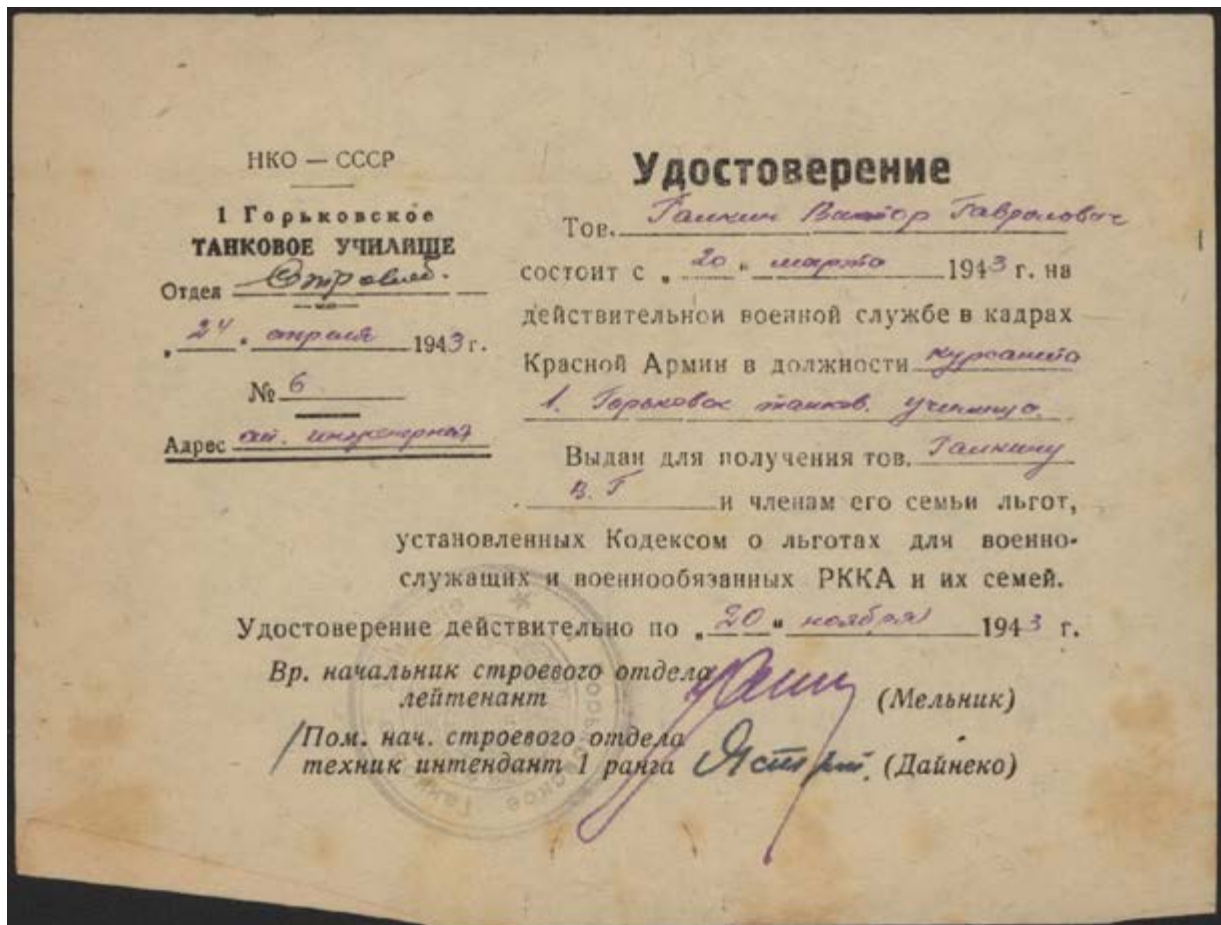 НКО — СССР
1 Горьковское
ТАНКОВОЕ УЧИЛИЩЕ
Отдел Строевой.
"24" апреля 1943 г.
№ 6
Адрес
Удостоверение
Тов. Галкин Виктор
состоит с „20" марта 1943 г. на
действительной военной службе в кадрах
Красной Армии в должности курсанта
1. Горьковск танков. училища.
Выдан для получения тов. Галкину
В. Г и членам его семьи льгот,
установленных Кодексом о льготах для военно-
служащих и военнообязанных РККА и их семей.
Удостоверение действительно по „20" ноября 1943 г.
Вр. начальник строевого отдела
лейтенант (Мельник)
Пом. нач. строевого отдела
техник интендант 1 ранга (Дайнеко)